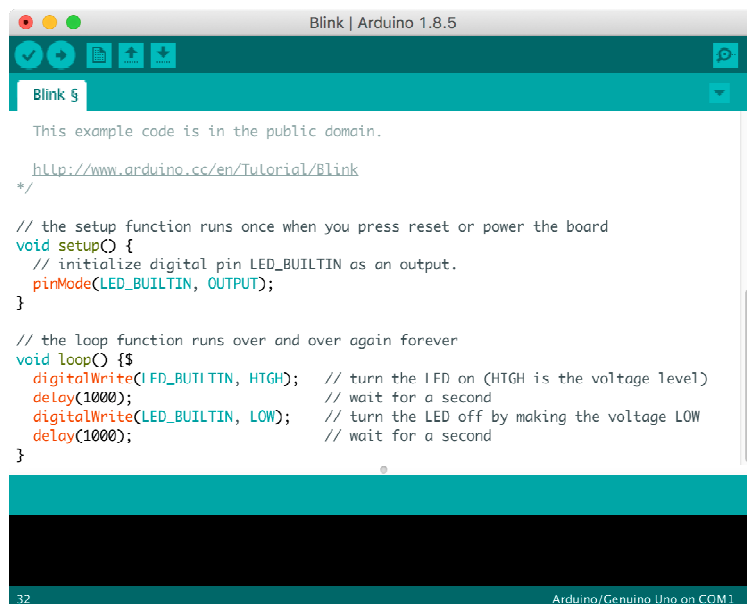 Blink | Arduino 1.8.5
Blink §
This example code is in the public domain.
http://www.arduino.cc/en/Tutorial/Blink
*/
// the setup function runs once when you press reset or power the board
void setup() {
// initialize digital pin LED_BUILTIN as an output.
pinMode(LED_BUILTIN, OUTPUT);
}
// the loop function runs over and over again forever
void loop() {$
digitalWrite(LED_BUILTIN, HIGH);   // turn the LED on (HIGH is the voltage level)
delay(1000);                       // wait for a second
digitalWrite(LED_BUILTIN, LOW);    // turn the LED off by making the voltage LOW
delay(1000);                       // wait for a second
}
32 Arduino/Genuino Uno on COM1